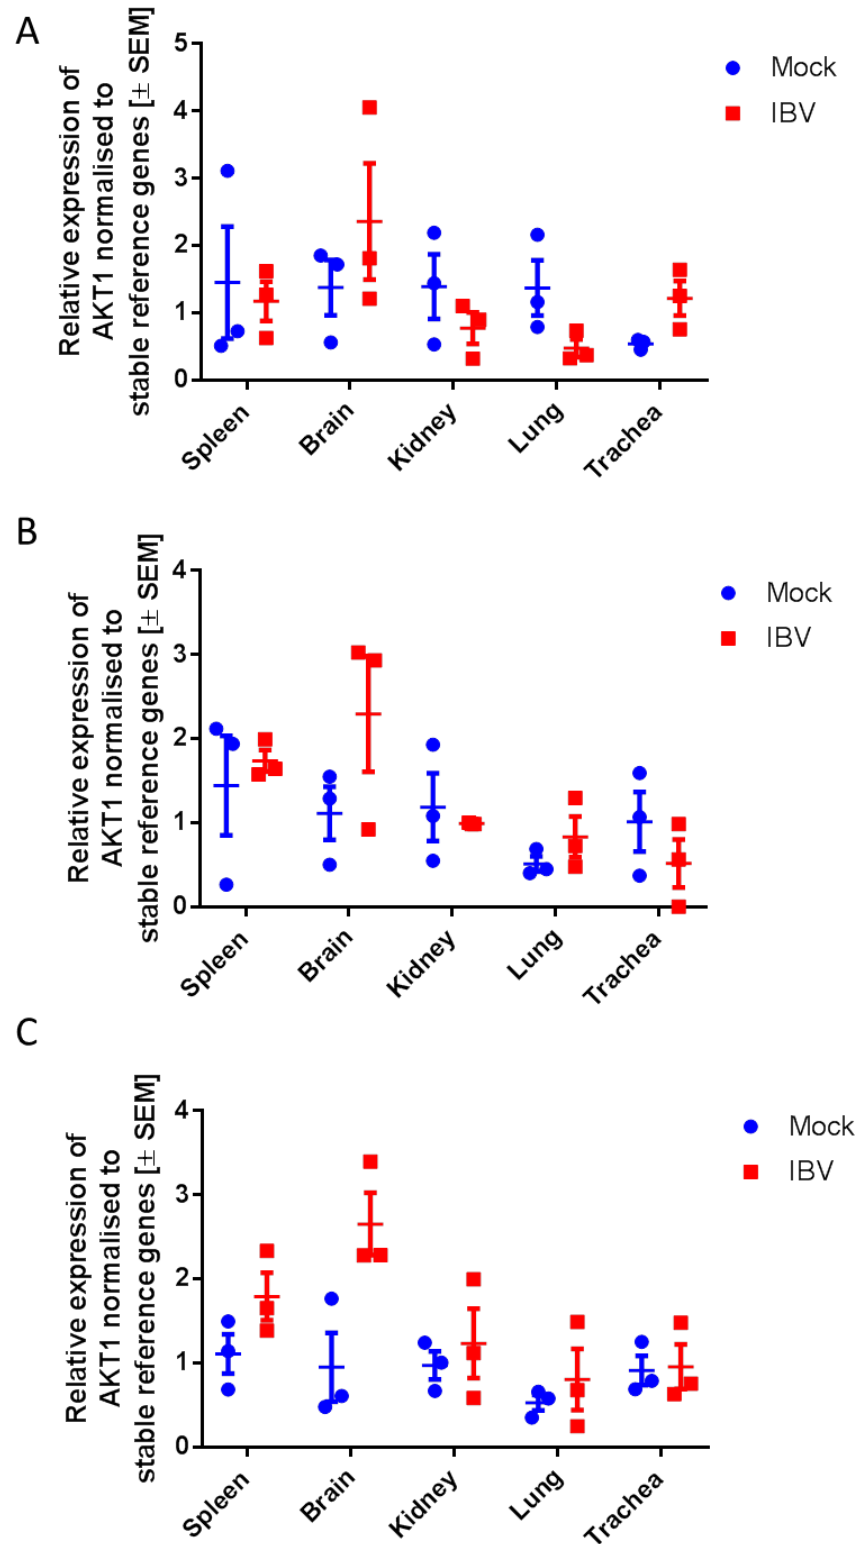 A
Relative expression of
AKT1 normalised to
stable reference genes [± SEM]
5
4
3
2
1
0
Spleen
Brain
Kidney
Lung
Trachea
Mock
IBV
B
Relative expression of
AKT1 normalised to
stable reference genes [± SEM]
4
3
2
1
0
Spleen
Brain
Kidney
Lung
Trachea
Mock
IBV
C
Relative expression of
AKT1 normalised to
stable reference genes [± SEM]
4
3
2
1
0
Spleen
Brain
Kidney
Lung
Trachea
Mock
IBV